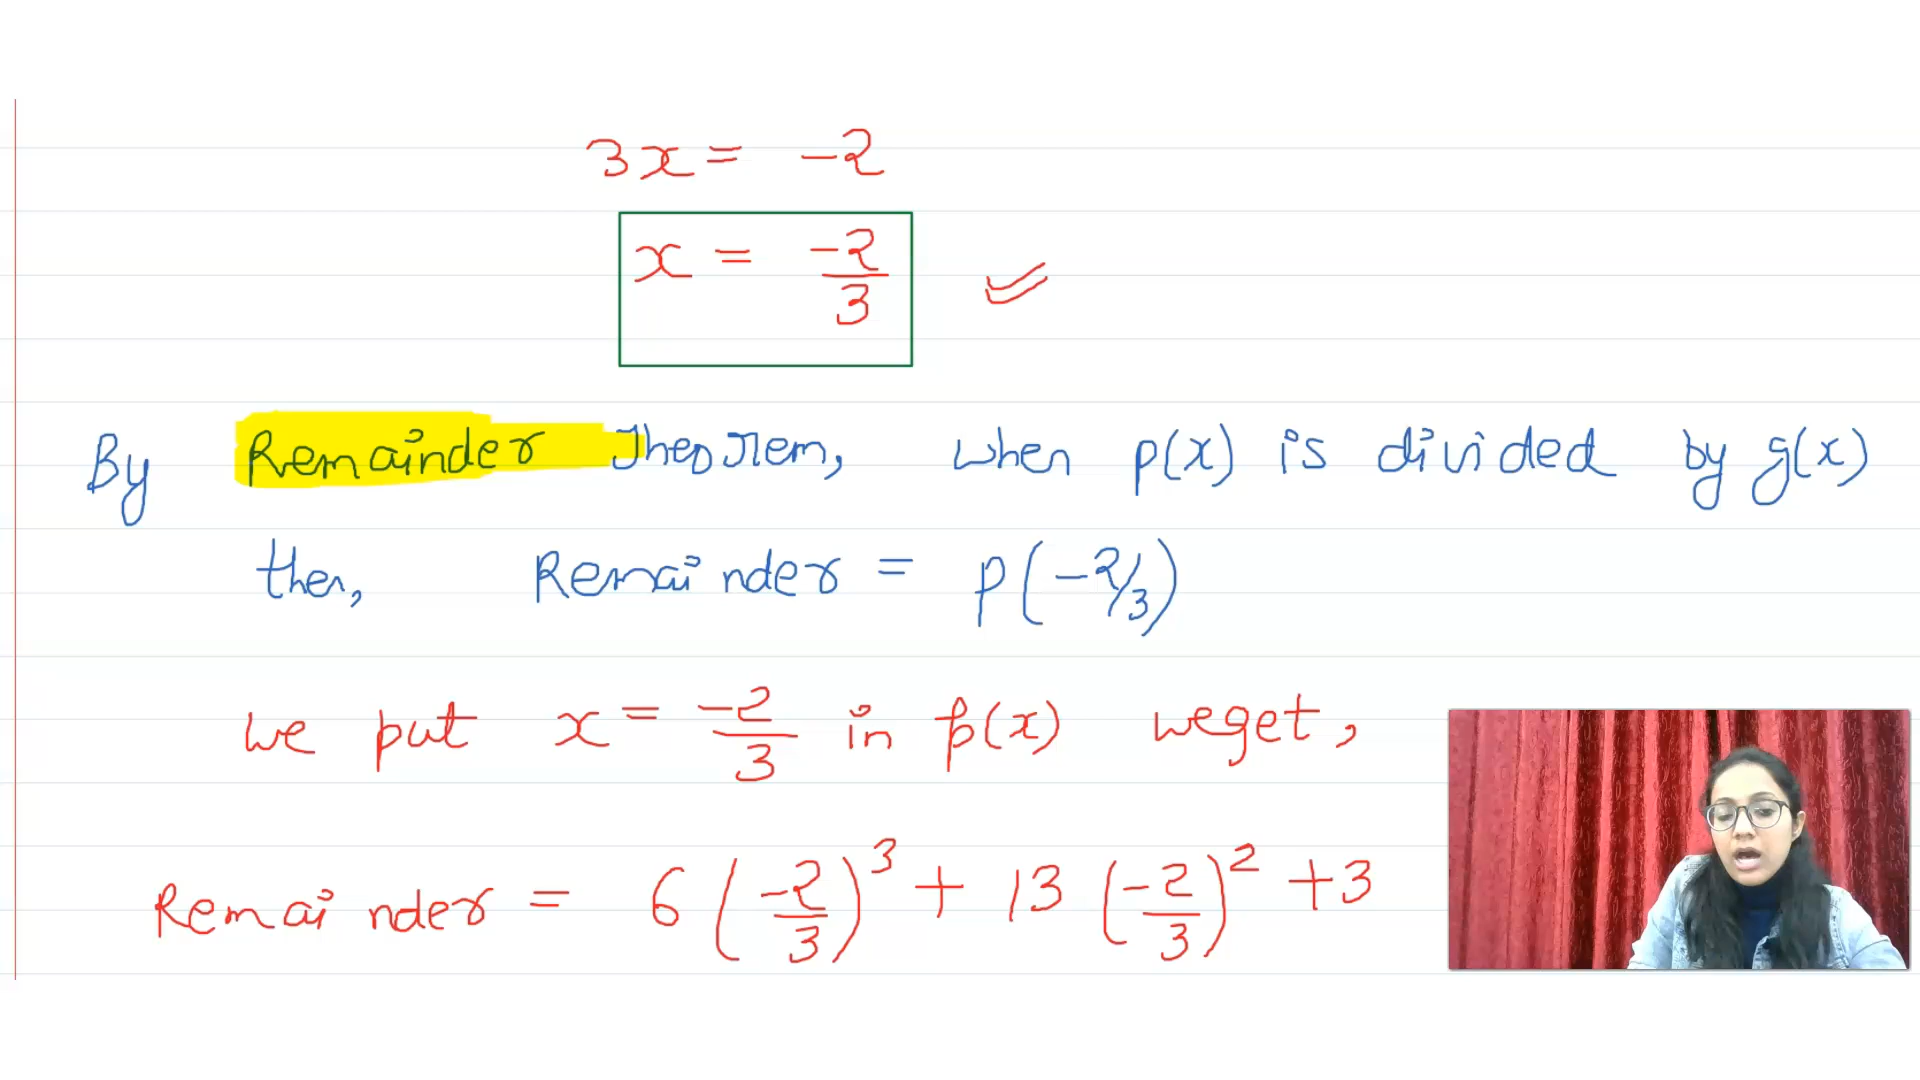 3x = -2
x = -2/3
By Remainder Theorem, when p(x) is divided by g(x)
then, Remainder = p(-2/3)
we put x = -2/3 in p(x) we get,
Remainder = 6(-2/3)^3 + 13(-2/3)^2 + 3